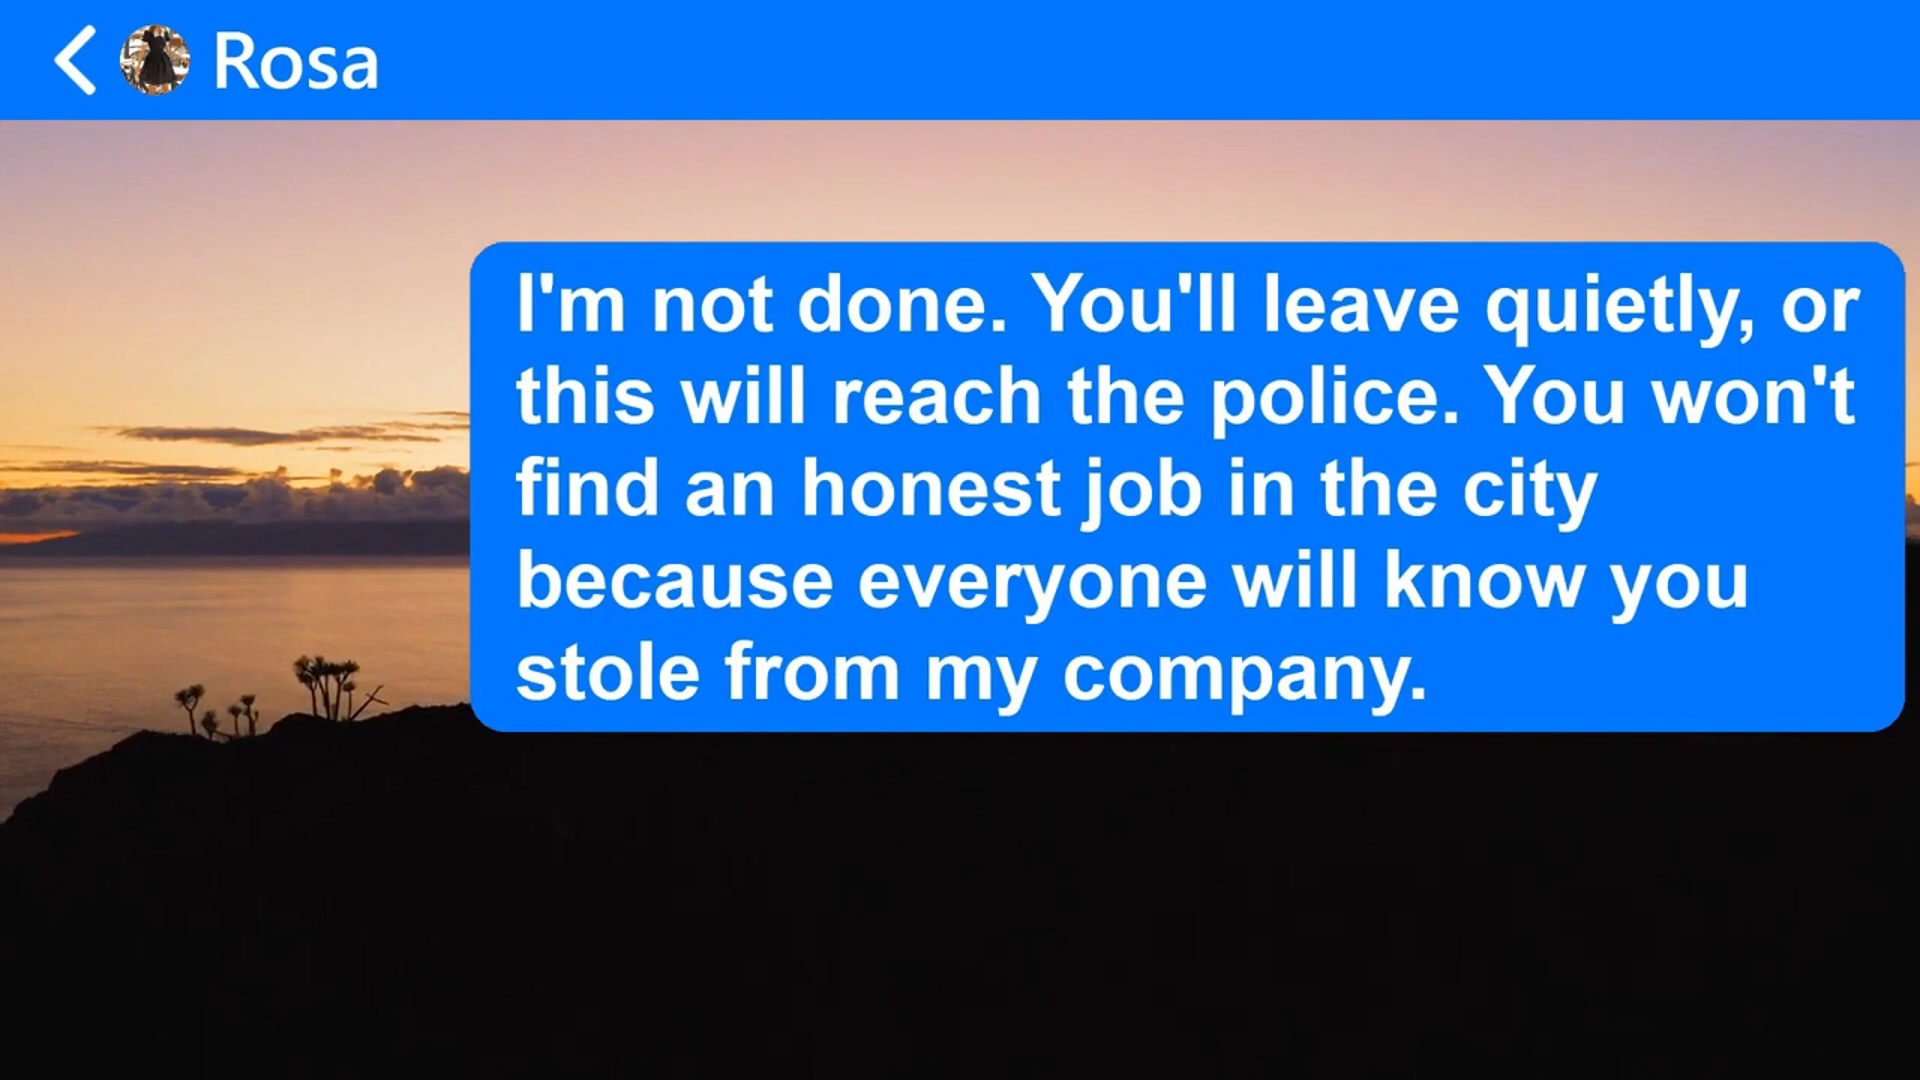 Rosa
I'm not done. You'll leave quietly, or
this will reach the police. You won't
find an honest job in the city
because everyone will know you
stole from my company.